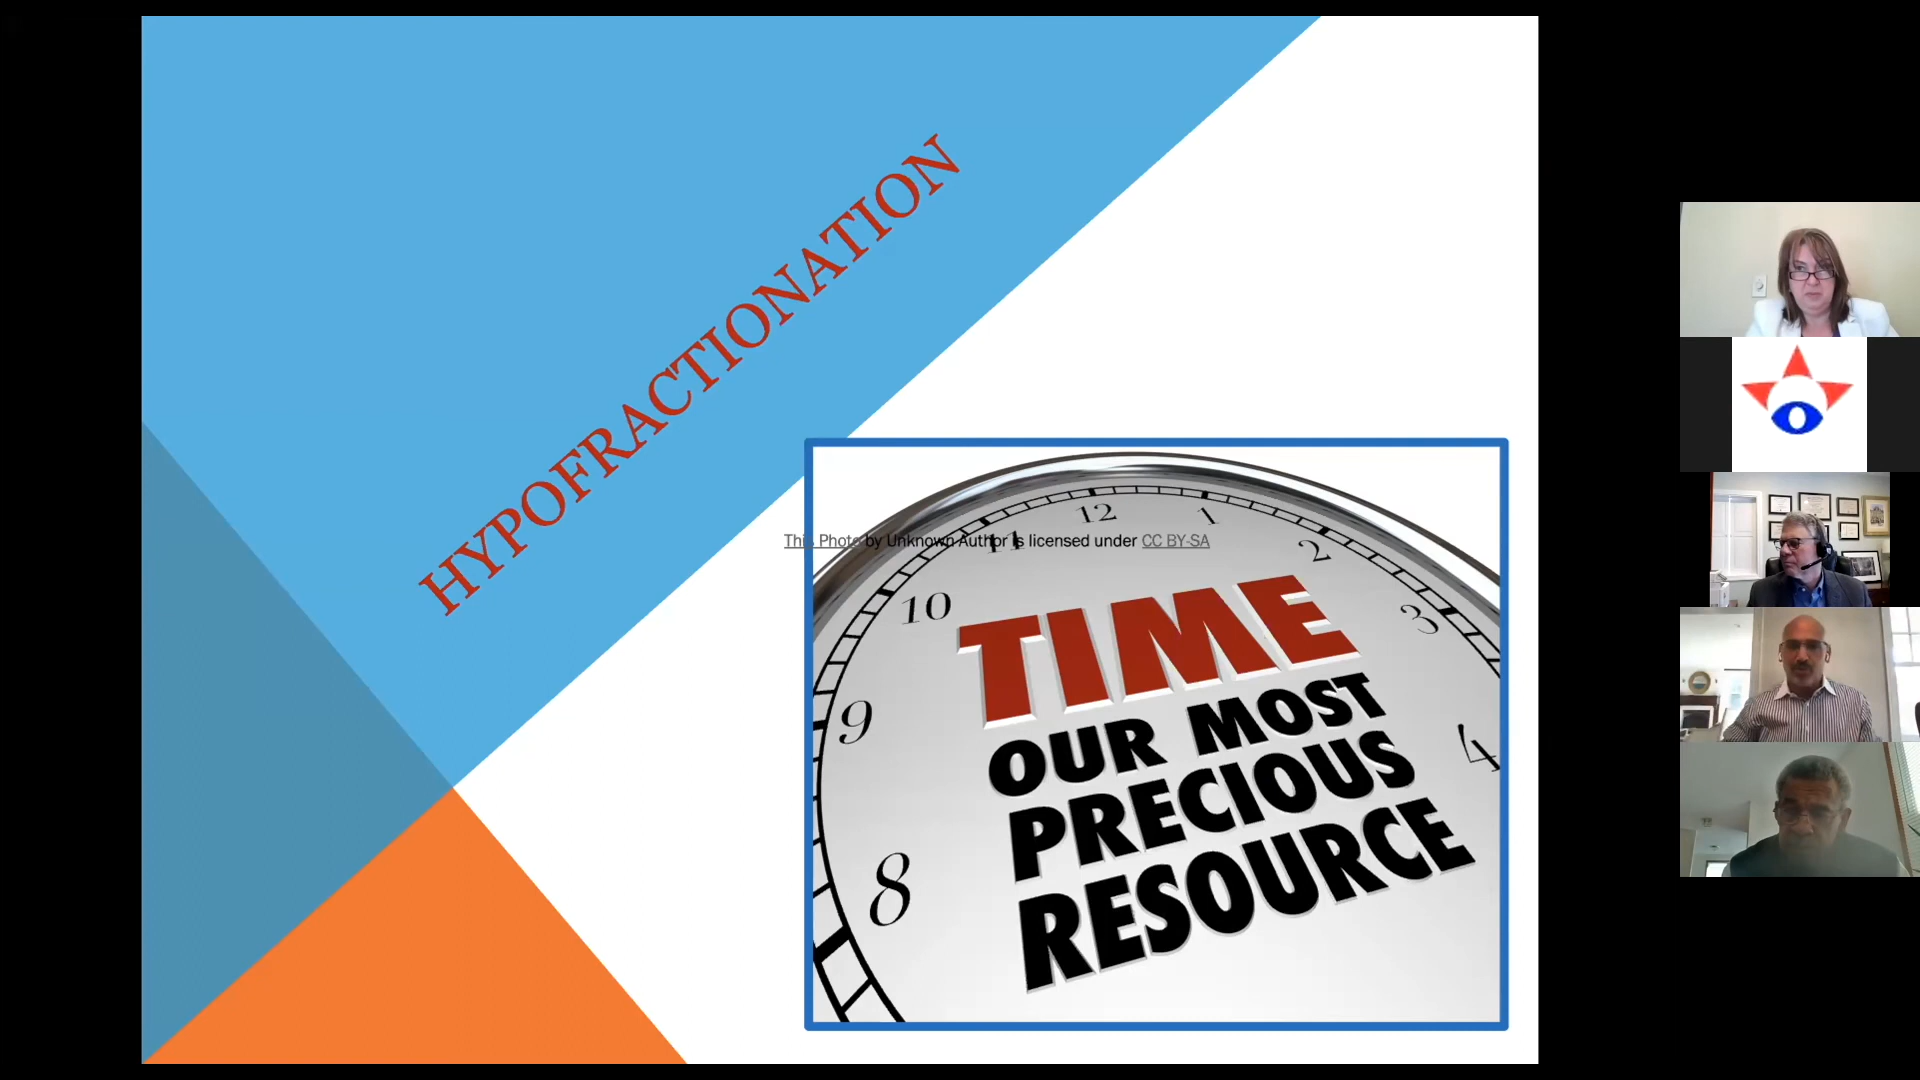 HYPOFRACTIONATION
This Photo by Unknown Author is licensed under CC BY-SA
12
1
2
3
4
11
10
9
8
TIME
OUR MOST
PRECIOUS
RESOURCE